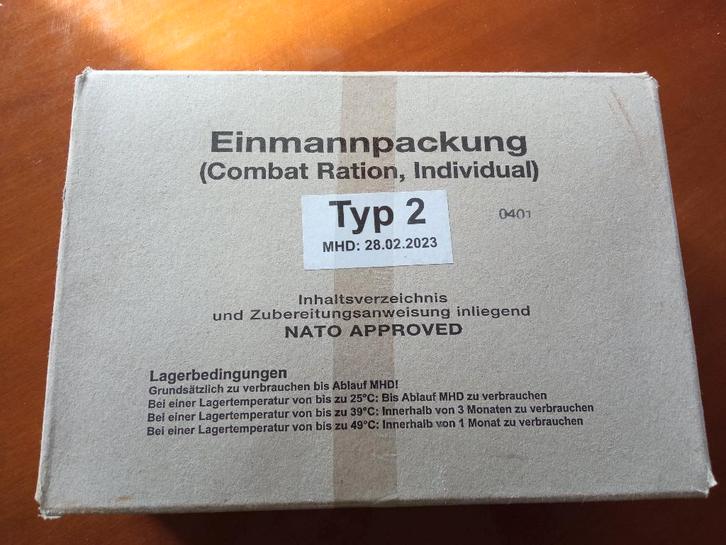 Einmannpackung
(Combat Ration, Individual)
Typ 2
0401
MHD: 28.02.2023
Inhaltsverzeichnis
und Zubereitungsanweisung inliegend
NATO APPROVED
Lagerbedingungen
Grundsätzlich zu verbrauchen bis Ablauf MHD!
Bei einer Lagertemperatur von bis zu 25°C: Bis Ablauf MHD zu verbrauchen
Bei einer Lagertemperatur von bis zu 39°C: Innerhalb von 3 Monaten zu verbrauchen
Bei einer Lagertemperatur von bis zu 49°C: Innerhalb von 1 Monat zu verbrauchen